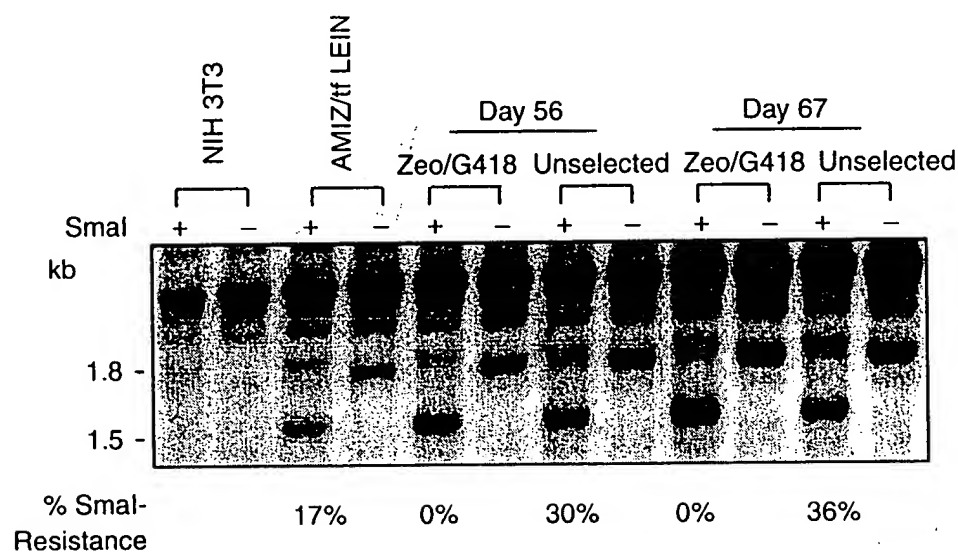 NIH 3T3
AMIZ/tf LEIN
Day 56
Day 67
Zeo/G418 Unselected Zeo/G418 Unselected
SmaI + − + − + − + − + − + −
kb
1.8 -
1.5 -
% SmaI-
Resistance
17% 0% 30% 0% 36%